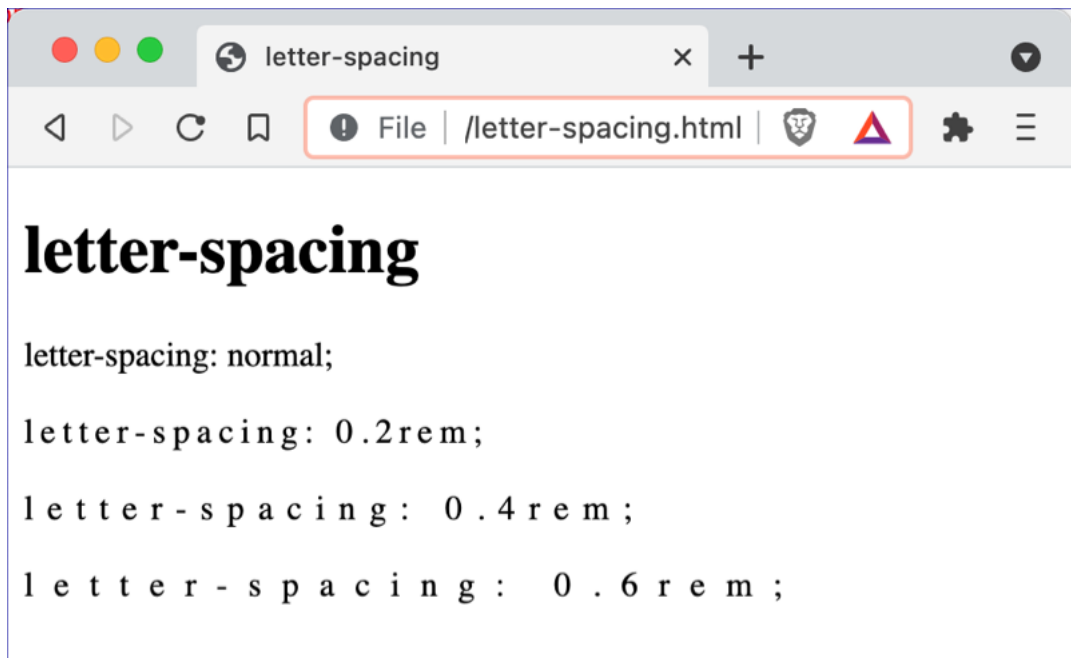 letter-spacing
File | /letter-spacing.html
letter-spacing
letter-spacing: normal;
letter-spacing: 0.2rem;
letter-spacing: 0.4rem;
letter-spacing: 0.6rem;